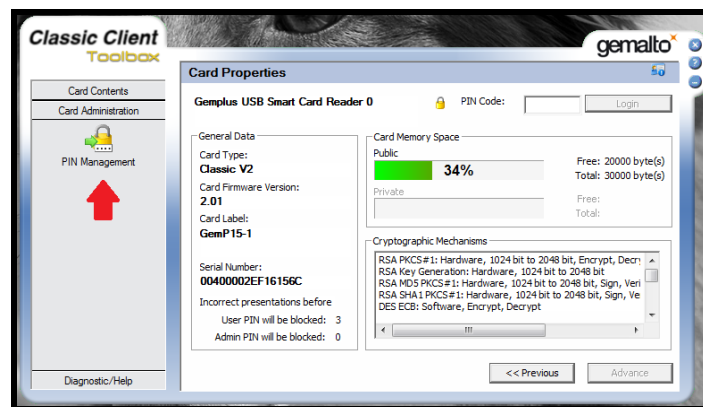 Classic Client
Toolbox
gemalto
Card Contents
Card Administration
PIN Management
Diagnostic/Help
Card Properties
Gemplus USB Smart Card Reader 0
PIN Code:
Login
General Data
Card Type:
Classic V2
Card Firmware Version:
2.01
Card Label:
GemP15-1
Serial Number:
00400002EF16156C
Incorrect presentations before
User PIN will be blocked: 3
Admin PIN will be blocked: 0
Card Memory Space
Public
34%
Free: 20000 byte(s)
Total: 30000 byte(s)
Private
Free:
Total:
Cryptographic Mechanisms
RSA PKCS#1: Hardware, 1024 bit to 2048 bit, Encrypt, Decr
RSA Key Generation: Hardware, 1024 bit to 2048 bit
RSA MD5 PKCS#1: Hardware, 1024 bit to 2048 bit, Sign, Veri
RSA SHA1 PKCS#1: Hardware, 1024 bit to 2048 bit, Sign, Ve
DES ECB: Software, Encrypt, Decrypt
<< Previous
Advance